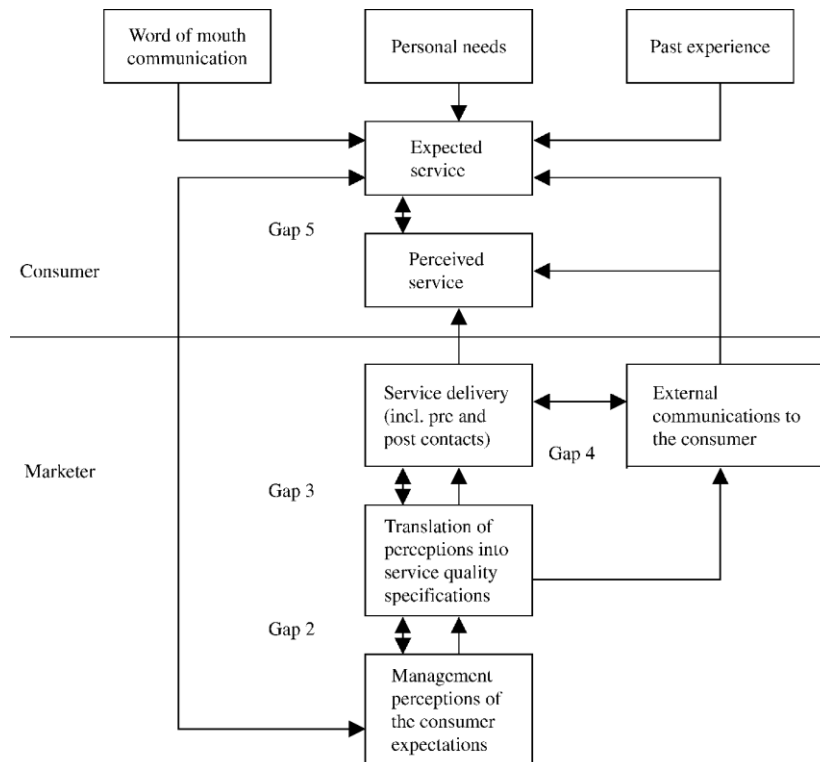 Word of mouth
communication
Personal needs
Past experience
Expected
service
Gap 5
Perceived
service
Consumer
Service delivery
(incl. pre and
post contacts)
External
communications to
the consumer
Gap 4
Marketer
Gap 3
Translation of
perceptions into
service quality
specifications
Gap 2
Management
perceptions of
the consumer
expectations